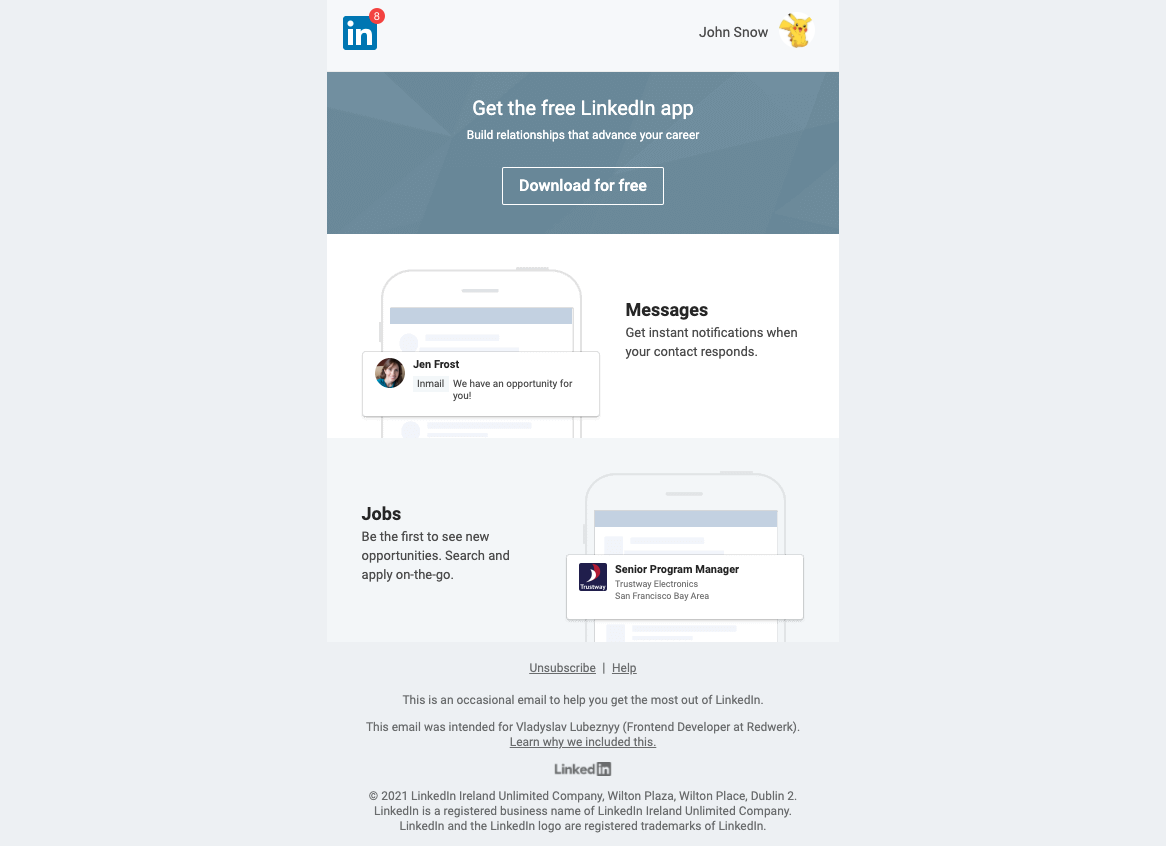 in
8
John Snow
Get the free LinkedIn app
Build relationships that advance your career
Download for free
Messages
Get instant notifications when
your contact responds.
Jen Frost
Inmail We have an opportunity for
you!
Jobs
Be the first to see new
opportunities. Search and
apply on-the-go.
Senior Program Manager
Trustway Electronics
San Francisco Bay Area
Trustway
Unsubscribe | Help
This is an occasional email to help you get the most out of LinkedIn.
This email was intended for Vladyslav Lubeznyy (Frontend Developer at Redwerk).
Learn why we included this.
Linkedin
© 2021 LinkedIn Ireland Unlimited Company, Wilton Plaza, Wilton Place, Dublin 2.
LinkedIn is a registered business name of LinkedIn Ireland Unlimited Company.
LinkedIn and the LinkedIn logo are registered trademarks of LinkedIn.